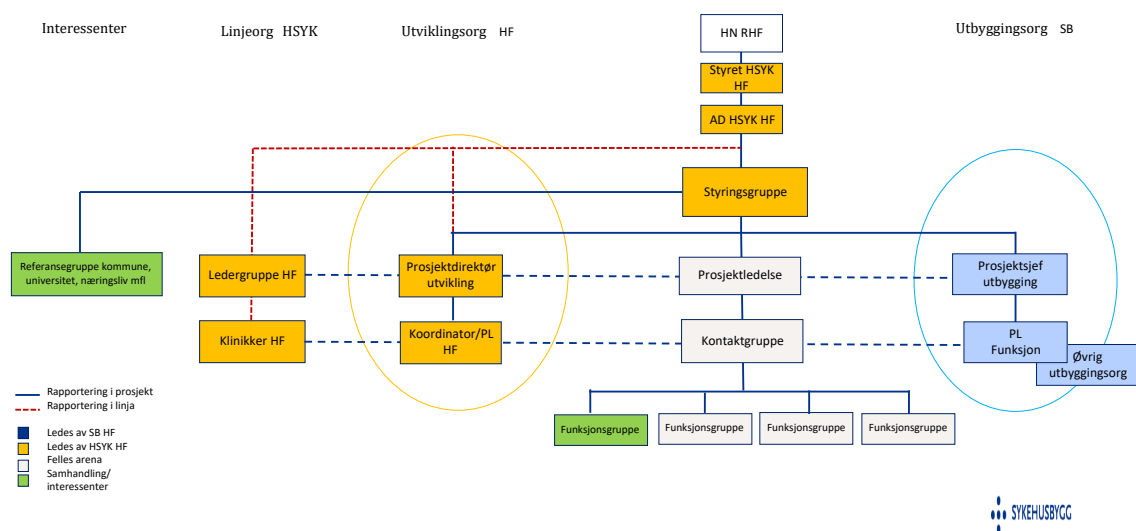 Interessenter
Linjeorg HSYK
Utviklingsorg HF
Utbyggingsorg SB
HN RHF
Styret HSYK
HF
AD HSYK HF
Styringsgruppe
Referansegruppe kommune,
universitet, næringsliv mfl
Ledergruppe HF
Prosjektdirektør
utvikling
Prosjektledelse
Prosjektsjef
utbygging
Klinikker HF
Koordinator/PL
HF
Kontaktgruppe
PL
Funksjon
Øvrig
utbyggingsorg
Funksjonsgruppe
Funksjonsgruppe
Funksjonsgruppe
Funksjonsgruppe
Rapportering i prosjekt
Rapportering i linja
Ledes av SB HF
Ledes av HSYK HF
Felles arena
Samhandling/
interessenter
SYKEHUSBYGG